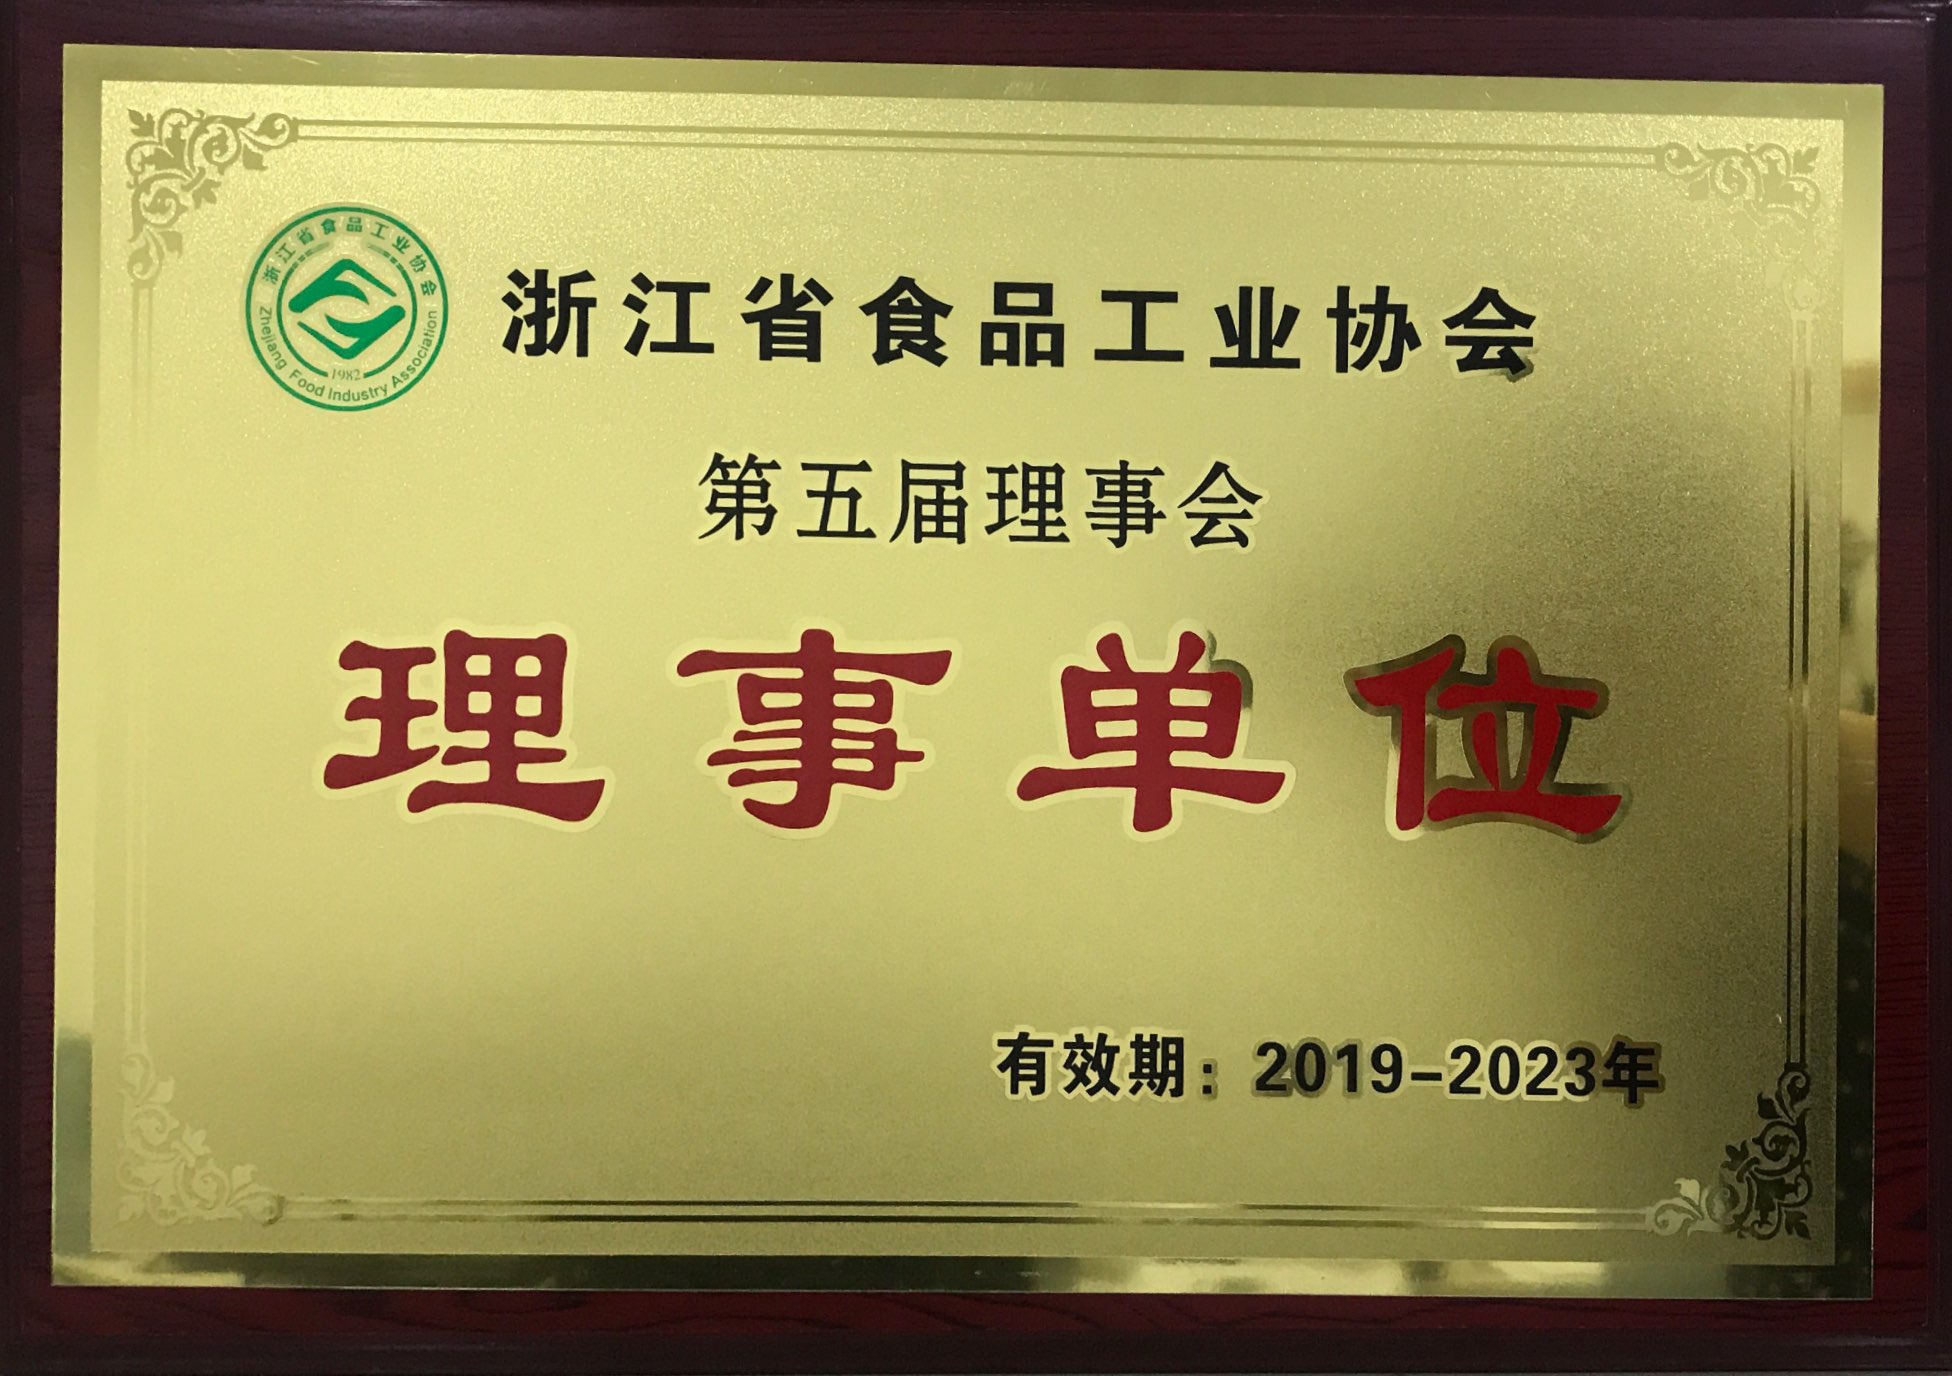 浙江省食品工业协会
1982
Zhejiang Food Industry Association
浙江省食品工业协会
第五届理事会
理事单位
有效期：2019-2023年